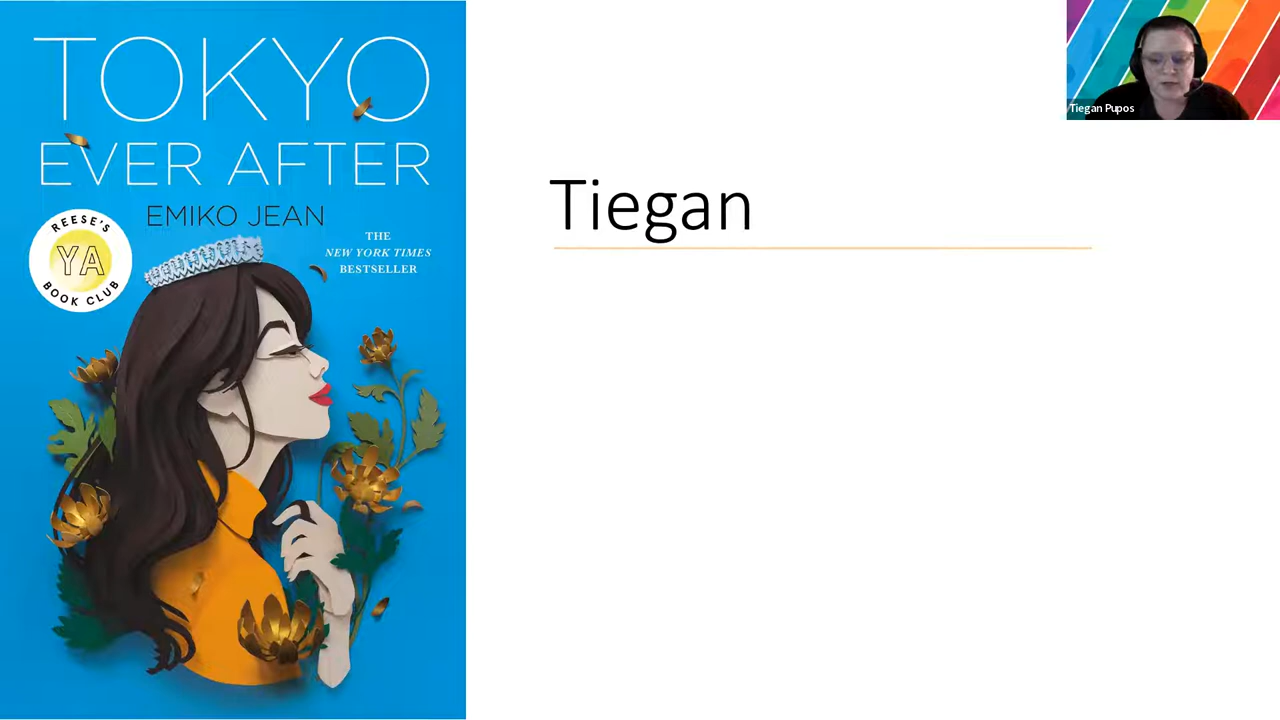 TOKYO
EVER AFTER
EMIKO JEAN
REESE'S
YA
BOOK CLUB
THE
NEW YORK TIMES
BESTSELLER
Tiegan
Tiegan Pupos